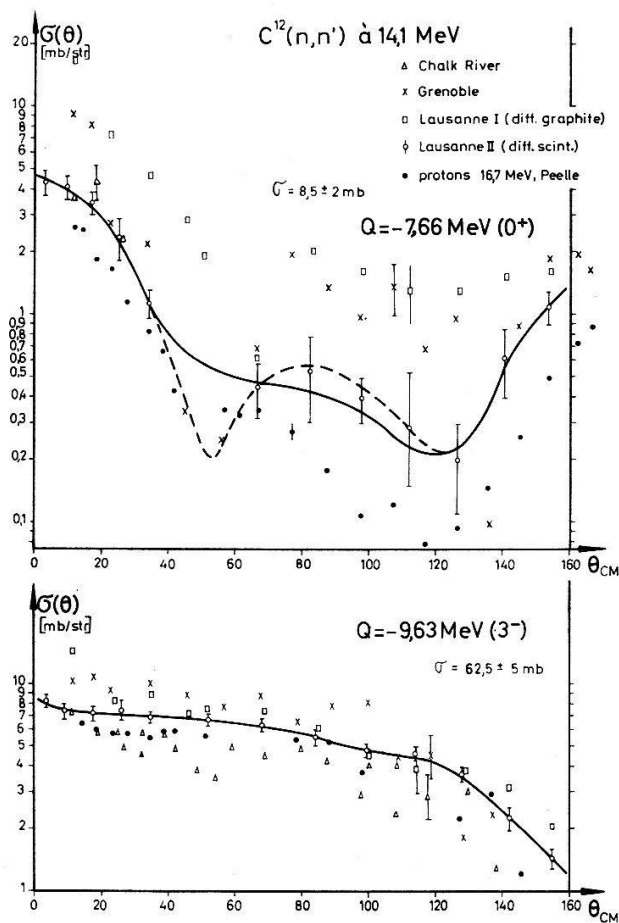 σ(θ)
[mb/str]
C¹²(n,n') à 14,1 MeV
△ Chalk River
x Grenoble
□ Lausanne I (diff. graphite)
○ Lausanne II (diff. scint.)
● protons 16,7 MeV, Peelle
σ = 8,5 ± 2 mb
Q=-7,66 MeV (0⁺)
20
10
9
8
7
6
5
4
3
2
1
0,9
0,8
0,7
0,6
0,5
0,4
0,3
0,2
0,1
0 20 40 60 80 100 120 140 160
θCM
σ(θ)
[mb/str]
Q=-9,63 MeV (3⁻)
σ = 62,5 ± 5 mb
10
9
8
7
6
5
4
3
2
1
0 20 40 60 80 100 120 140 160
θCM